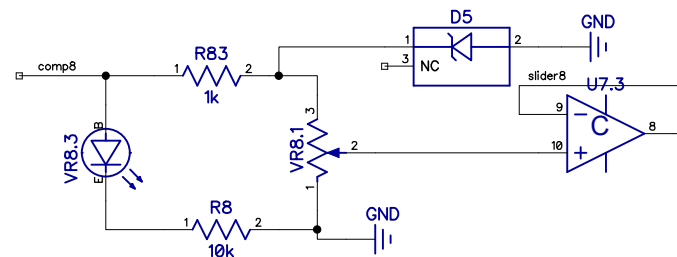 D5
GND
1
2
3
NC
R83
comp8
1
2
1k
slider8
U7.3
9
C
8
10
3
VR8.1
2
1
B
VR8.3
E
R8
1
2
10k
GND